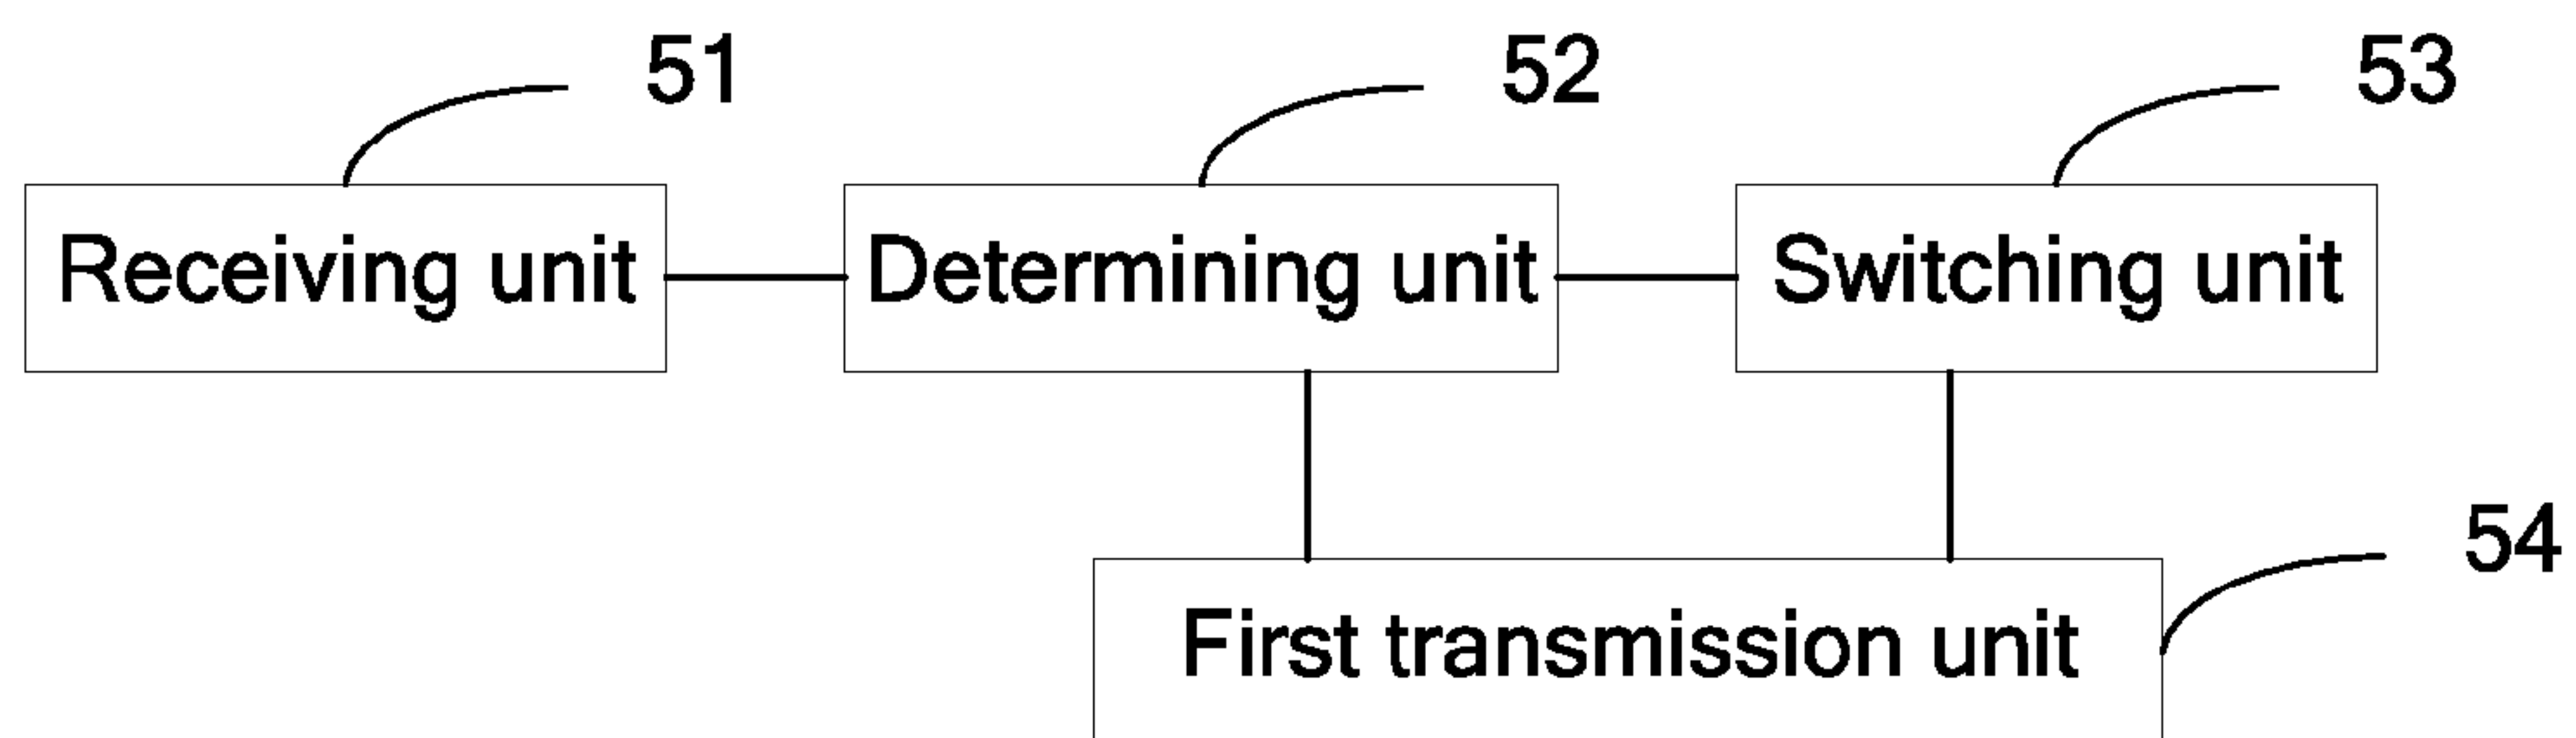 51
52
53
Receiving unit
Determining unit
Switching unit
54
First transmission unit